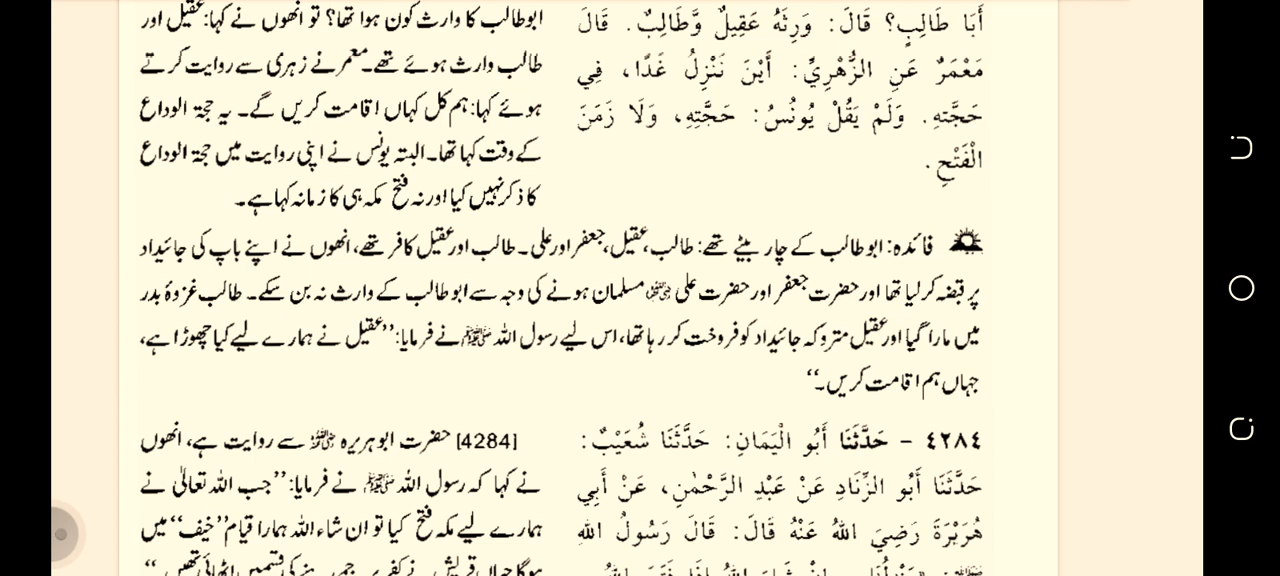 أَبَا طَالِبٍ؟ قَالَ: وَرِثَهُ عَقِيلٌ وَّطَالِبٌ. قَالَ
مَعْمَرٌ عَنِ الزُّهْرِيِّ: أَيْنَ نَنْزِلُ غَدًا، فِي
حَجَّتِهِ. وَلَمْ يَقُلْ يُونُسُ: حَجَّتِهِ، وَلَا زَمَنَ
الْفَتْحِ.
ابوطالب کا وارث کون ہوا تھا؟ تو انھوں نے کہا: عقیل اور
طالب وارث ہوئے تھے۔ معمر نے زہری سے روایت کرتے
ہوئے کہا: ہم کل کہاں اقامت کریں گے۔ یہ حجۃ الوداع
کے وقت کہا تھا۔ البتہ یونس نے اپنی روایت میں حجۃ الوداع
کا ذکر نہیں کیا اور نہ فتح مکہ ہی کا زمانہ کہا ہے۔
فائدہ: ابوطالب کے چار بیٹے تھے: طالب، عقیل، جعفر اور علی۔ طالب اور عقیل کافر تھے، انھوں نے اپنے باپ کی جائیداد
پر قبضہ کر لیا تھا اور حضرت جعفر اور حضرت علی مسلمان ہونے کی وجہ سے ابوطالب کے وارث نہ بن سکے۔ طالب غزوۂ بدر
میں مارا گیا اور عقیل متروکہ جائیداد کو فروخت کر رہا تھا، اس لیے رسول اللہ ﷺ نے فرمایا: ’’عقیل نے ہمارے لیے کیا چھوڑا ہے،
جہاں ہم اقامت کریں۔‘‘
٤٢٨٤ - حَدَّثَنَا أَبُو الْيَمَانِ: حَدَّثَنَا شُعَيْبٌ:
حَدَّثَنَا أَبُو الزِّنَادِ عَنْ عَبْدِ الرَّحْمٰنِ، عَنْ أَبِي
هُرَيْرَةَ رَضِيَ اللهُ عَنْهُ قَالَ: قَالَ رَسُولُ اللهِ
[4284] حضرت ابو ہریرہ رضی اللہ عنہ سے روایت ہے، انھوں
نے کہا کہ رسول اللہ ﷺ نے فرمایا: ’’جب اللہ تعالیٰ نے
ہمارے لیے مکہ فتح کیا تو ان شاء اللہ ہمارا قیام ’’خیف‘‘ میں